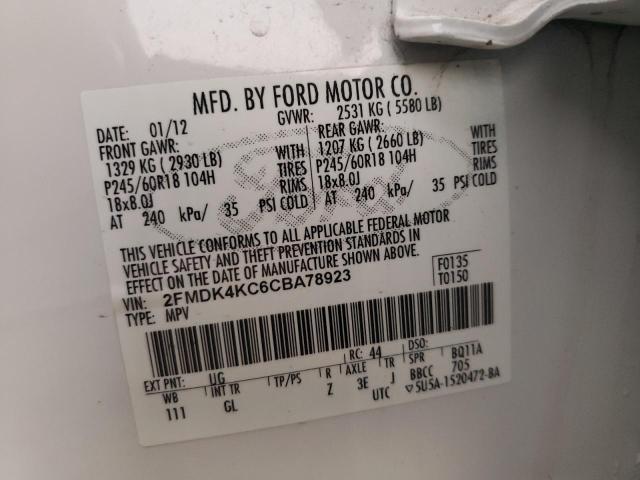 MFD. BY FORD MOTOR CO.
DATE: 01/12 GVWR: 2531 KG ( 5580 LB)
FRONT GAWR: REAR GAWR:
1329 KG ( 2930 LB) WITH 1207 KG ( 2660 LB) WITH
P245/60R18 104H TIRES P245/60R18 104H TIRES
18x8.0J RIMS 18x8.0J RIMS
AT 240 kPa/ 35 PSI COLD AT 240 kPa/ 35 PSI COLD
Ford
THIS VEHICLE CONFORMS TO ALL APPLICABLE FEDERAL MOTOR
VEHICLE SAFETY AND THEFT PREVENTION STANDARDS IN
EFFECT ON THE DATE OF MANUFACTURE SHOWN ABOVE.
VIN: 2FMDK4KC6CBA78923 F0135
TYPE: MPV T0150
EXT PNT: UG RC: 44 DSO:
WB INT TR TP/PS R AXLE TR SPR BQ11A
111 GL Z 3E J BBCC 705
UTC ▽5U5A-1520472-BA